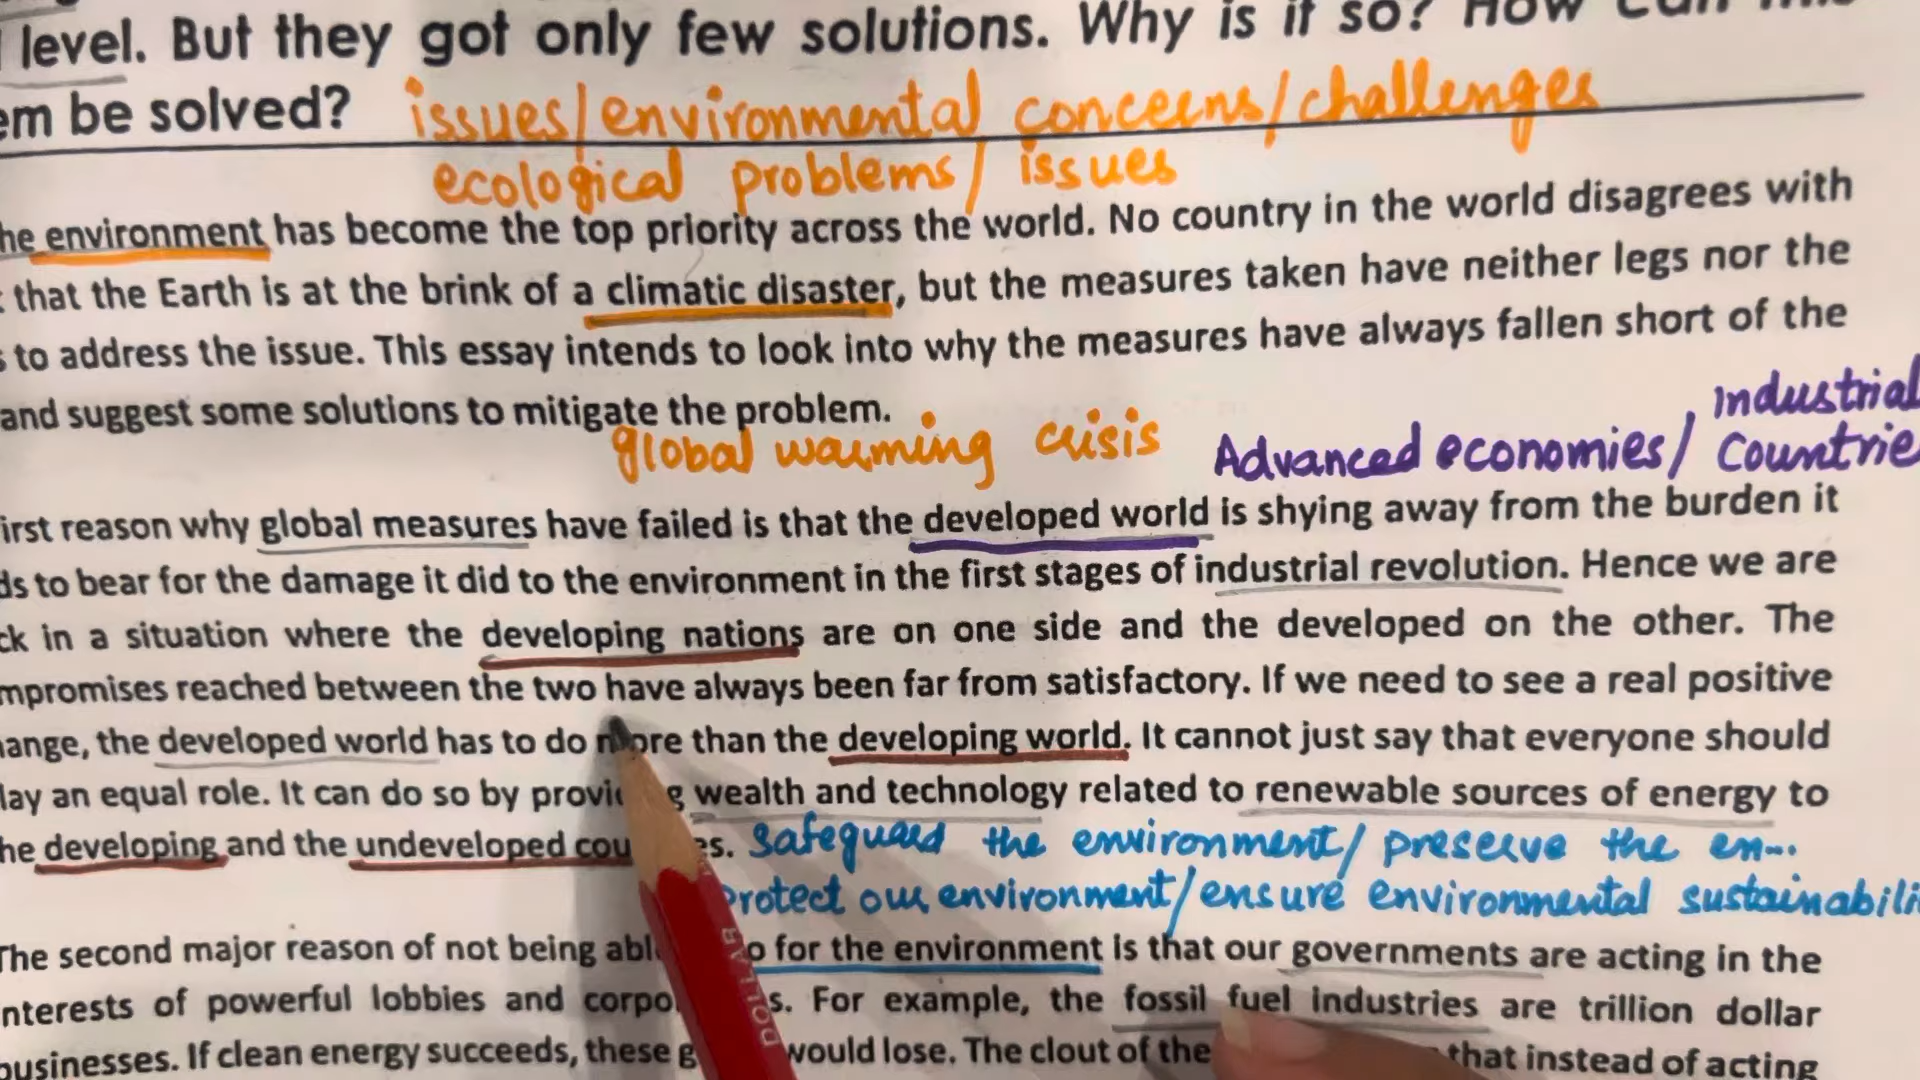 level. But they got only few solutions. Why is it so? How can this
em be solved? issues/environmental concerns/challenges
ecological problems/ issues
he environment has become the top priority across the world. No country in the world disagrees with
that the Earth is at the brink of a climatic disaster, but the measures taken have neither legs nor the
to address the issue. This essay intends to look into why the measures have always fallen short of the
and suggest some solutions to mitigate the problem.
global warming crisis Advanced economies/ industrial Countrie
irst reason why global measures have failed is that the developed world is shying away from the burden it
ds to bear for the damage it did to the environment in the first stages of industrial revolution. Hence we are
ck in a situation where the developing nations are on one side and the developed on the other. The
mpromises reached between the two have always been far from satisfactory. If we need to see a real positive
ange, the developed world has to do more than the developing world. It cannot just say that everyone should
lay an equal role. It can do so by provi g wealth and technology related to renewable sources of energy to
he developing and the undeveloped cou es. Safeguard the environment/ preserve the en...
protect our environment/ensure environmental sustainabili
The second major reason of not being abl o for the environment is that our governments are acting in the
nterests of powerful lobbies and corpo s. For example, the fossil fuel industries are trillion dollar
businesses. If clean energy succeeds, these g would lose. The clout of the that instead of acting
DOLLAR